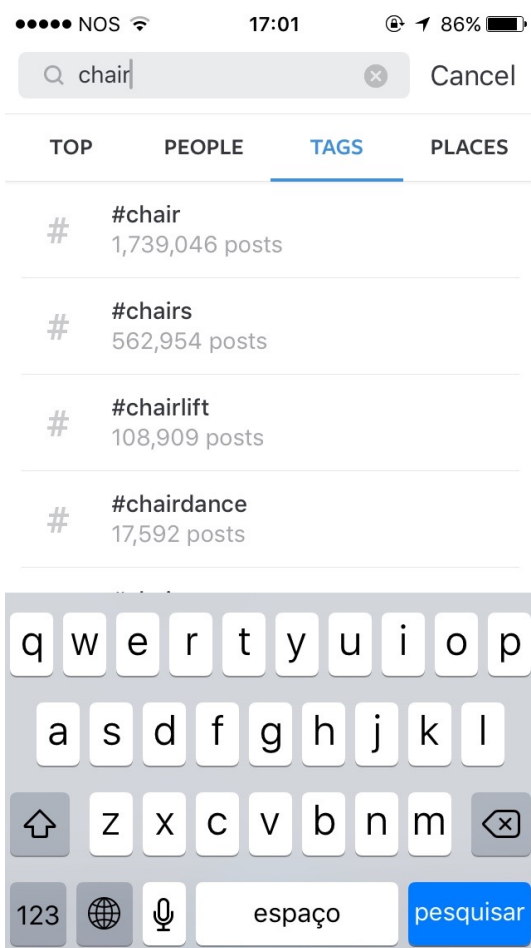 NOS 17:01 86%
chair Cancel
TOP PEOPLE TAGS PLACES
# #chair
1,739,046 posts
# #chairs
562,954 posts
# #chairlift
108,909 posts
# #chairdance
17,592 posts
q w e r t y u i o p
a s d f g h j k l
z x c v b n m
123 espaço pesquisar